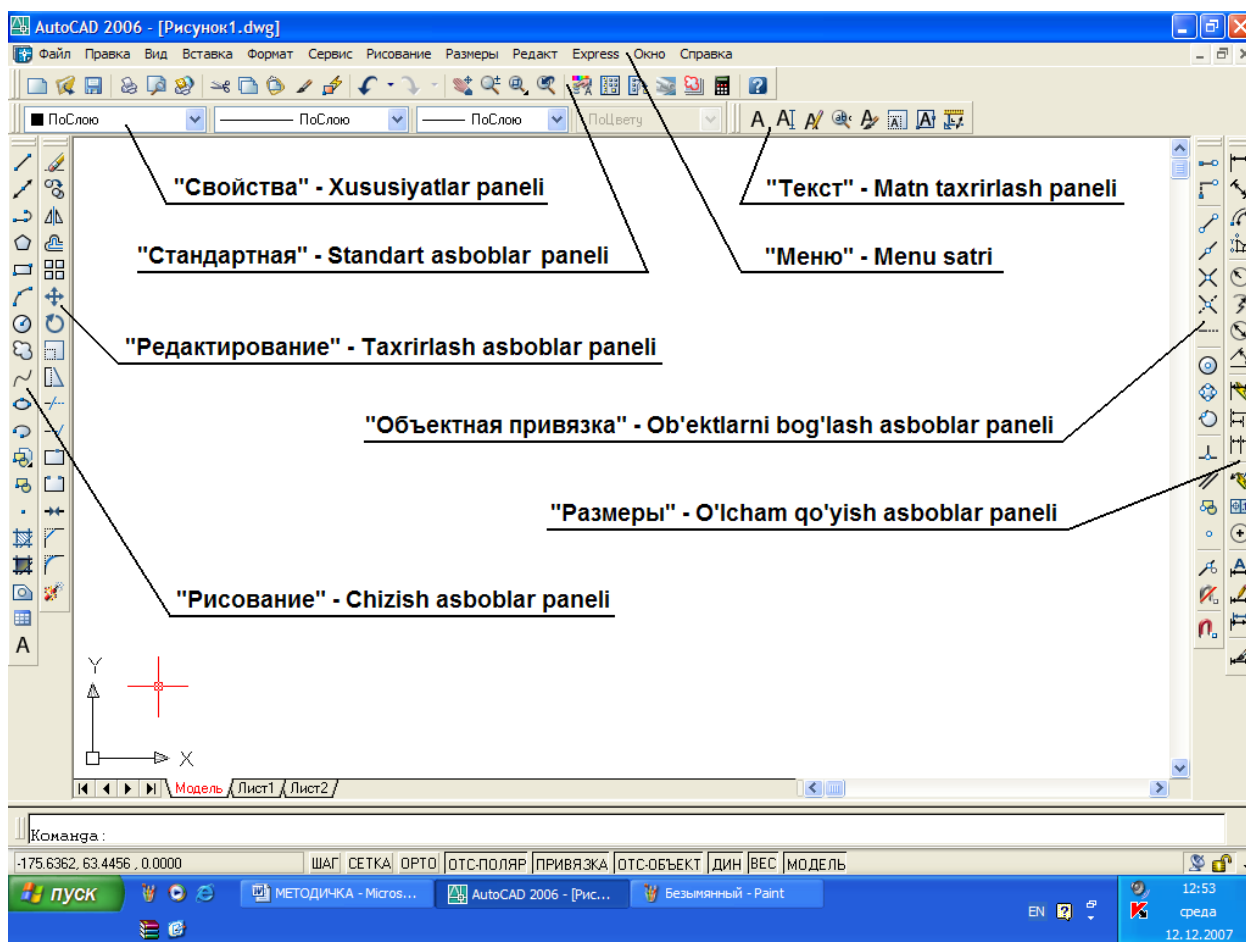 AutoCAD 2006 - [Рисунок1.dwg]
Файл Правка Вид Вставка Формат Сервис Рисование Размеры Редакт Express Окно Справка
ПоСлою ПоСлою ПоСлою ПоЦвету
"Свойства" - Xususiyatlar paneli
"Текст" - Matn taxrirlash paneli
"Стандартная" - Standart asboblar paneli
"Меню" - Menu satri
"Редактирование" - Taxrirlash asboblar paneli
"Объектная привязка" - Ob'ektlarni bog'lash asboblar paneli
"Размеры" - O'lcham qo'yish asboblar paneli
"Рисование" - Chizish asboblar paneli
A
Y
X
Модель Лист1 Лист2
Команда:
-175.6362, 63.4456 , 0.0000 ШАГ СЕТКА ОРТО ОТС-ПОЛЯР ПРИВЯЗКА ОТС-ОБЪЕКТ ДИН ВЕС МОДЕЛЬ
пуск МЕТОДИЧКА - Micros... AutoCAD 2006 - [Рис... Безымянный - Paint
EN
12:53
среда
12.12.2007